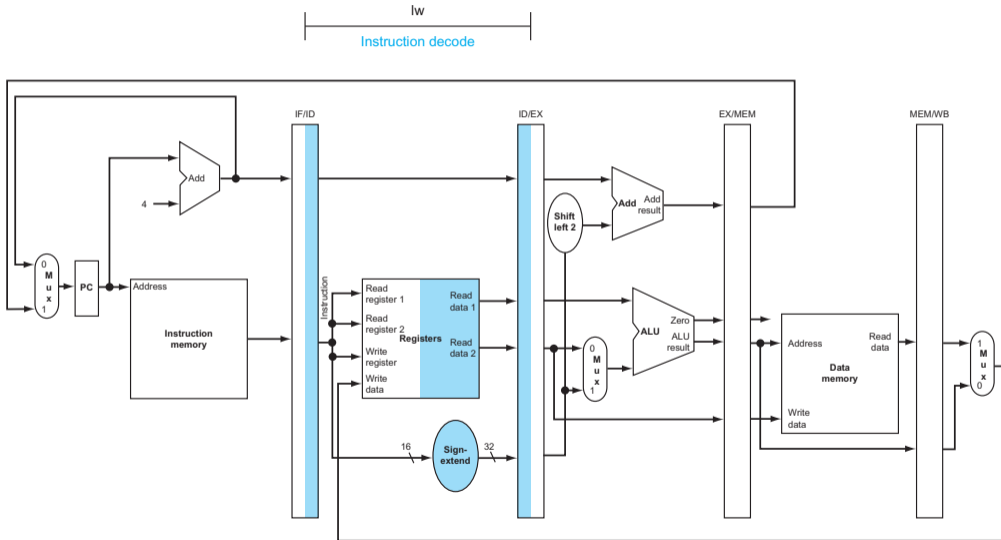 lw
Instruction decode
IF/ID
ID/EX
EX/MEM
MEM/WB
Add
4
Shift
left 2
Add
Add
result
0
M
u
x
1
PC
Address
Instruction
memory
Instruction
Read
register 1
Read
register 2
Write
register
Write
data
Registers
Read
data 1
Read
data 2
16
Sign-
extend
32
0
M
u
x
1
Zero
ALU
ALU
result
Address
Read
data
Data
memory
Write
data
1
M
u
x
0